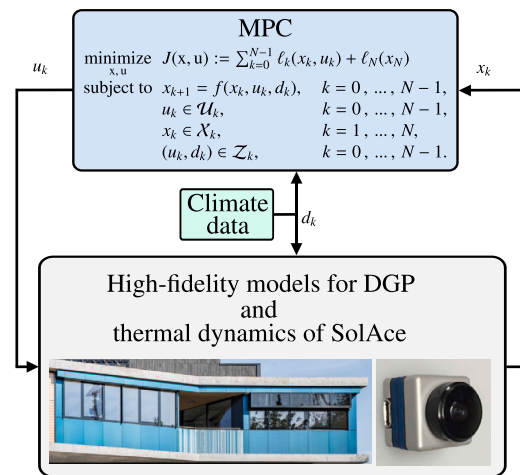 MPC
minimize x, u J(x, u) := ∑_{k=0}^{N-1} ℓ_k(x_k, u_k) + ℓ_N(x_N)
subject to x_{k+1} = f(x_k, u_k, d_k), k = 0, ..., N − 1,
u_k ∈ 𝒰_k, k = 0, ..., N − 1,
x_k ∈ 𝒳_k, k = 1, ..., N,
(u_k, d_k) ∈ 𝒵_k, k = 0, ..., N − 1.
u_k
x_k
Climate
data
d_k
High-fidelity models for DGP
and
thermal dynamics of SolAce